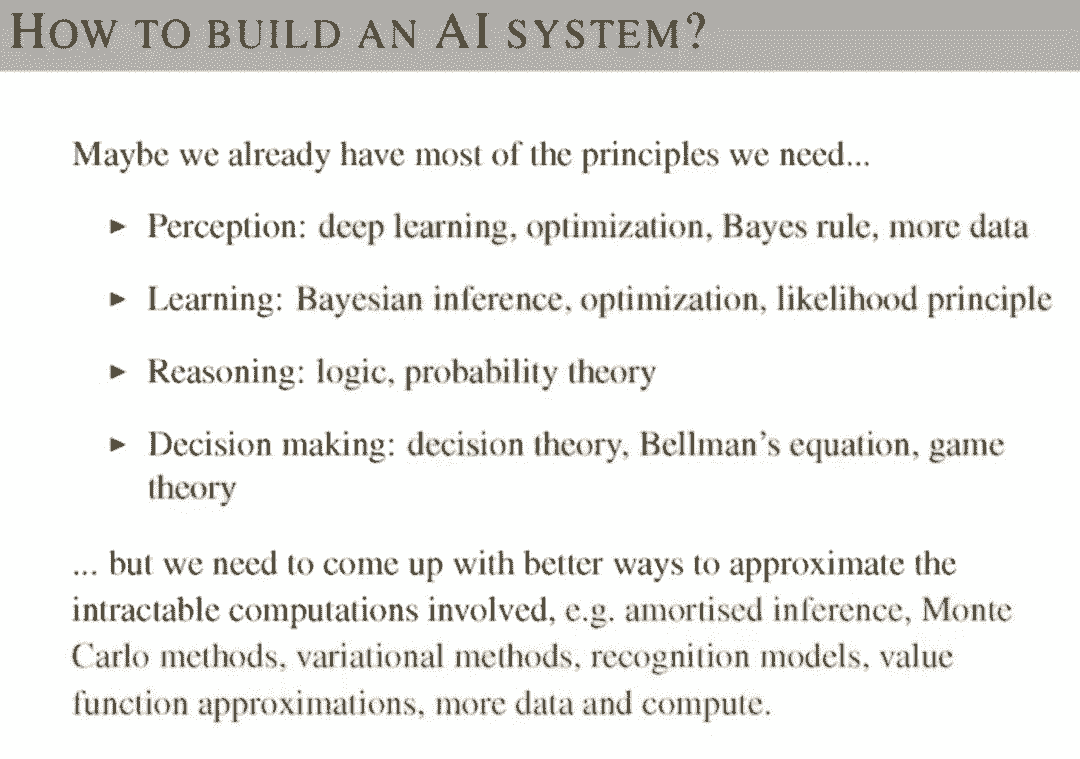 HOW TO BUILD AN AI SYSTEM?
Maybe we already have most of the principles we need...
▸ Perception: deep learning, optimization, Bayes rule, more data
▸ Learning: Bayesian inference, optimization, likelihood principle
▸ Reasoning: logic, probability theory
▸ Decision making: decision theory, Bellman's equation, game
theory
... but we need to come up with better ways to approximate the
intractable computations involved, e.g. amortised inference, Monte
Carlo methods, variational methods, recognition models, value
function approximations, more data and compute.